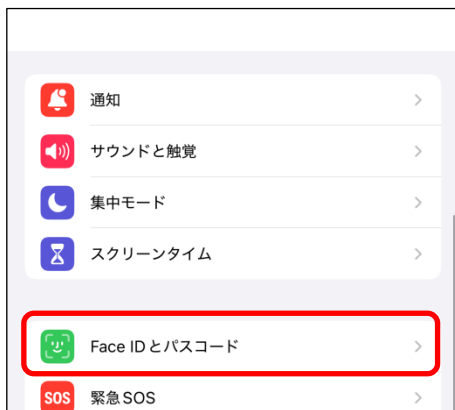 通知
サウンドと触覚
集中モード
スクリーンタイム
Face IDとパスコード
SOS 緊急SOS